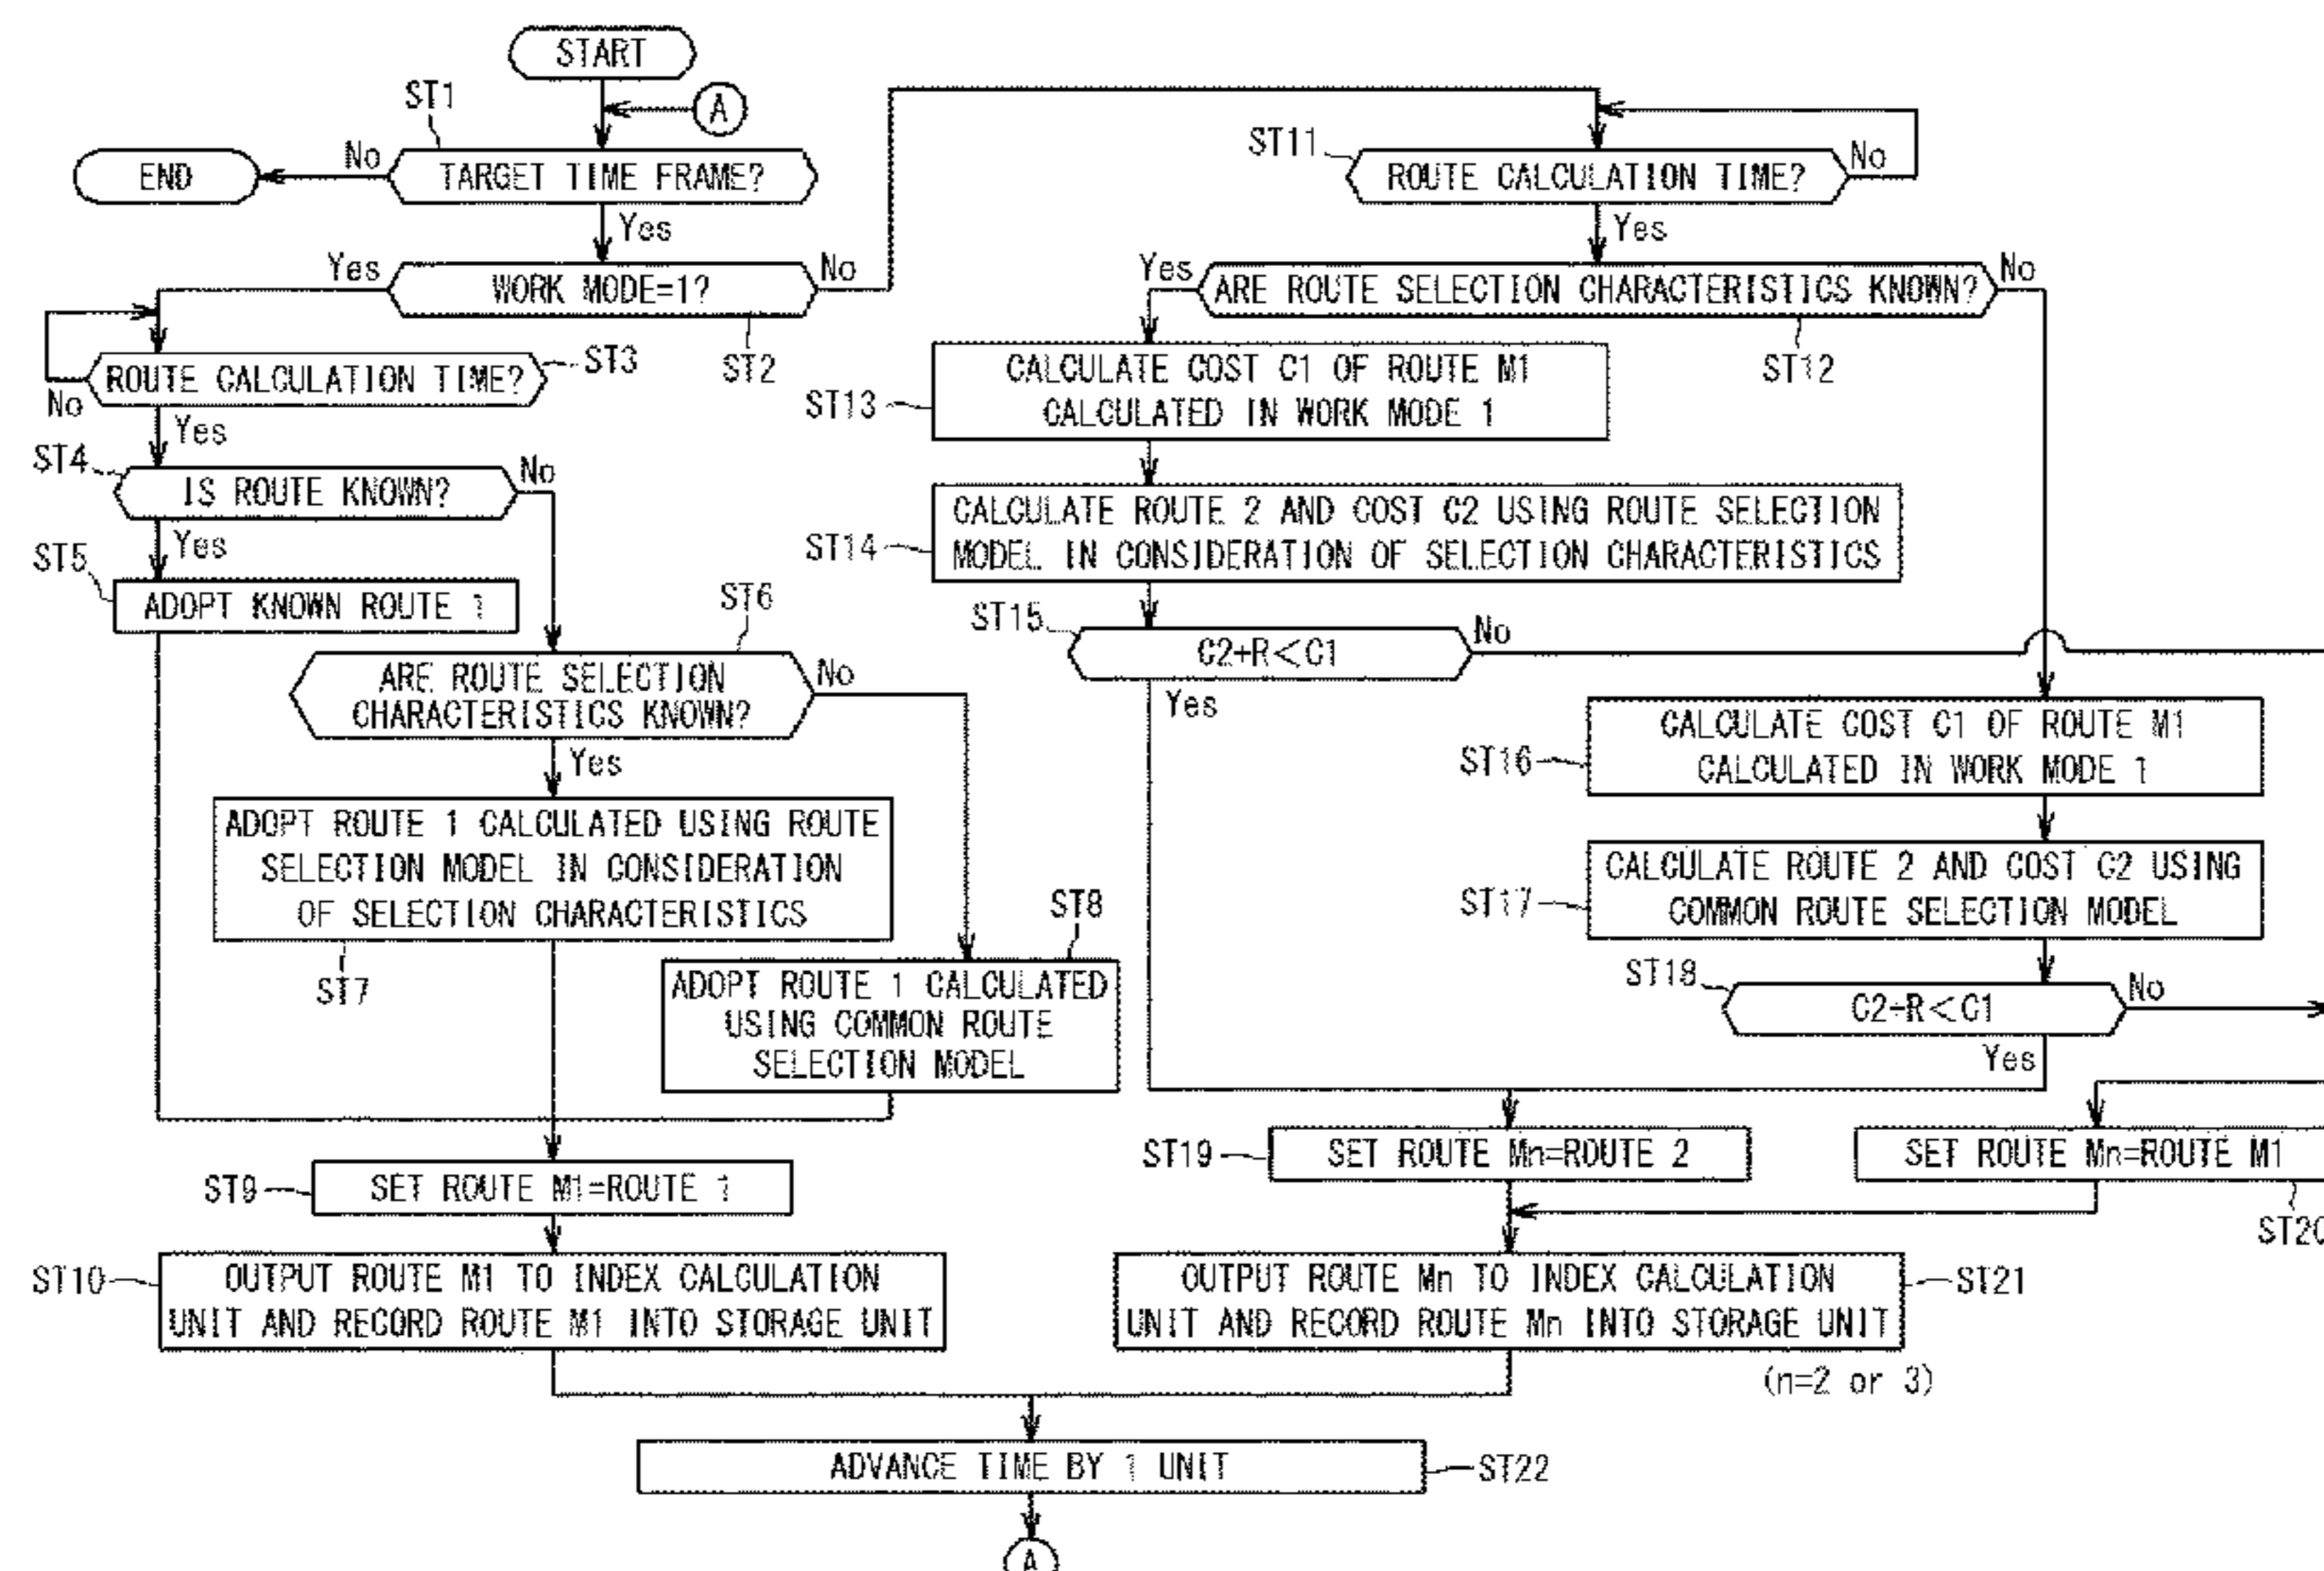 START
A
ST1
No
END
TARGET TIME FRAME?
Yes
Yes
WORK MODE=1?
No
ST2
ROUTE CALCULATION TIME?
ST3
No
Yes
ST4
IS ROUTE KNOWN?
No
Yes
ST5
ADOPT KNOWN ROUTE 1
ST6
ARE ROUTE SELECTION
CHARACTERISTICS KNOWN?
No
Yes
ADOPT ROUTE 1 CALCULATED USING ROUTE
SELECTION MODEL IN CONSIDERATION
OF SELECTION CHARACTERISTICS
ST7
ST8
ADOPT ROUTE 1 CALCULATED
USING COMMON ROUTE
SELECTION MODEL
ST9
SET ROUTE M1=ROUTE 1
ST10
OUTPUT ROUTE M1 TO INDEX CALCULATION
UNIT AND RECORD ROUTE M1 INTO STORAGE UNIT
ST11
ROUTE CALCULATION TIME?
No
Yes
Yes
ARE ROUTE SELECTION CHARACTERISTICS KNOWN?
No
ST12
ST13
CALCULATE COST C1 OF ROUTE M1
CALCULATED IN WORK MODE 1
ST14
CALCULATE ROUTE 2 AND COST C2 USING ROUTE SELECTION
MODEL IN CONSIDERATION OF SELECTION CHARACTERISTICS
ST15
C2+R<C1
No
Yes
ST16
CALCULATE COST C1 OF ROUTE M1
CALCULATED IN WORK MODE 1
ST17
CALCULATE ROUTE 2 AND COST C2 USING
COMMON ROUTE SELECTION MODEL
ST18
C2+R<C1
No
Yes
ST19
SET ROUTE Mn=ROUTE 2
SET ROUTE Mn=ROUTE M1
ST20
OUTPUT ROUTE Mn TO INDEX CALCULATION
UNIT AND RECORD ROUTE Mn INTO STORAGE UNIT
ST21
(n=2 or 3)
ADVANCE TIME BY 1 UNIT
ST22
A